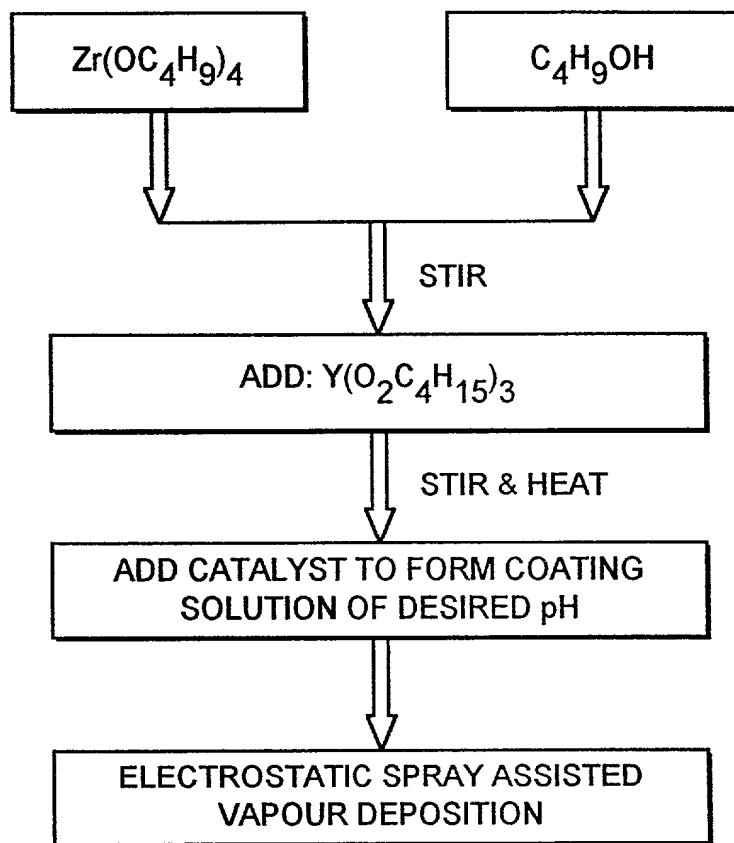 Zr(OC4H9)4
C4H9OH
STIR
ADD: Y(O2C4H15)3
STIR & HEAT
ADD CATALYST TO FORM COATING
SOLUTION OF DESIRED pH
ELECTROSTATIC SPRAY ASSISTED
VAPOUR DEPOSITION